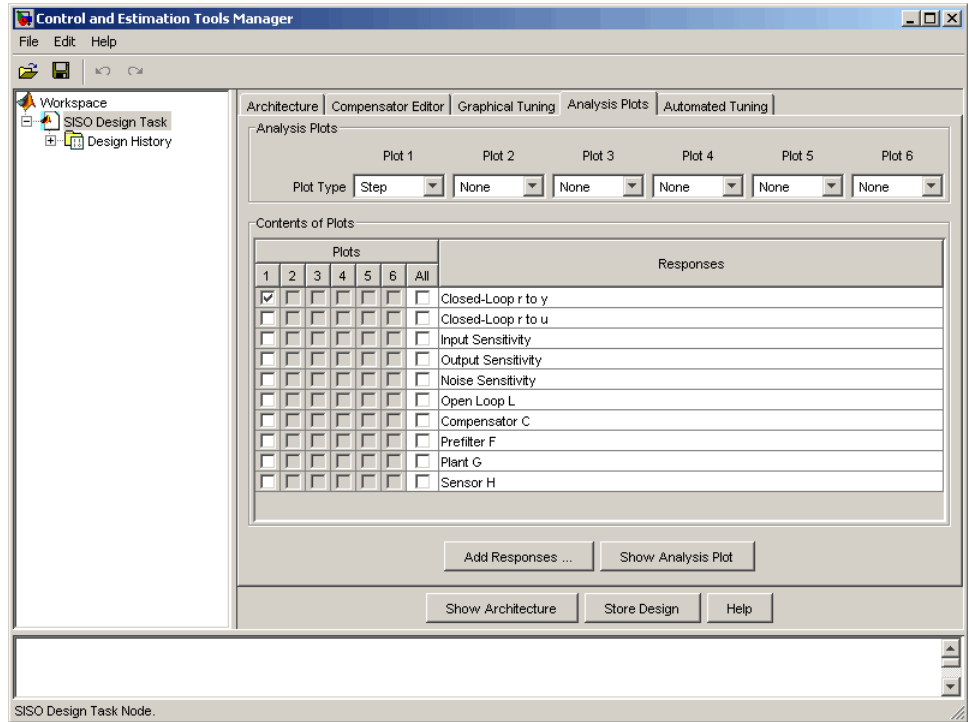 Control and Estimation Tools Manager
File Edit Help
Workspace
SISO Design Task
Design History
Architecture Compensator Editor Graphical Tuning Analysis Plots Automated Tuning
Analysis Plots
Plot 1 Plot 2 Plot 3 Plot 4 Plot 5 Plot 6
Plot Type Step None None None None None
Contents of Plots
Plots
Responses
1 2 3 4 5 6 All
Closed-Loop r to y
Closed-Loop r to u
Input Sensitivity
Output Sensitivity
Noise Sensitivity
Open Loop L
Compensator C
Prefilter F
Plant G
Sensor H
Add Responses ... Show Analysis Plot
Show Architecture Store Design Help
SISO Design Task Node.